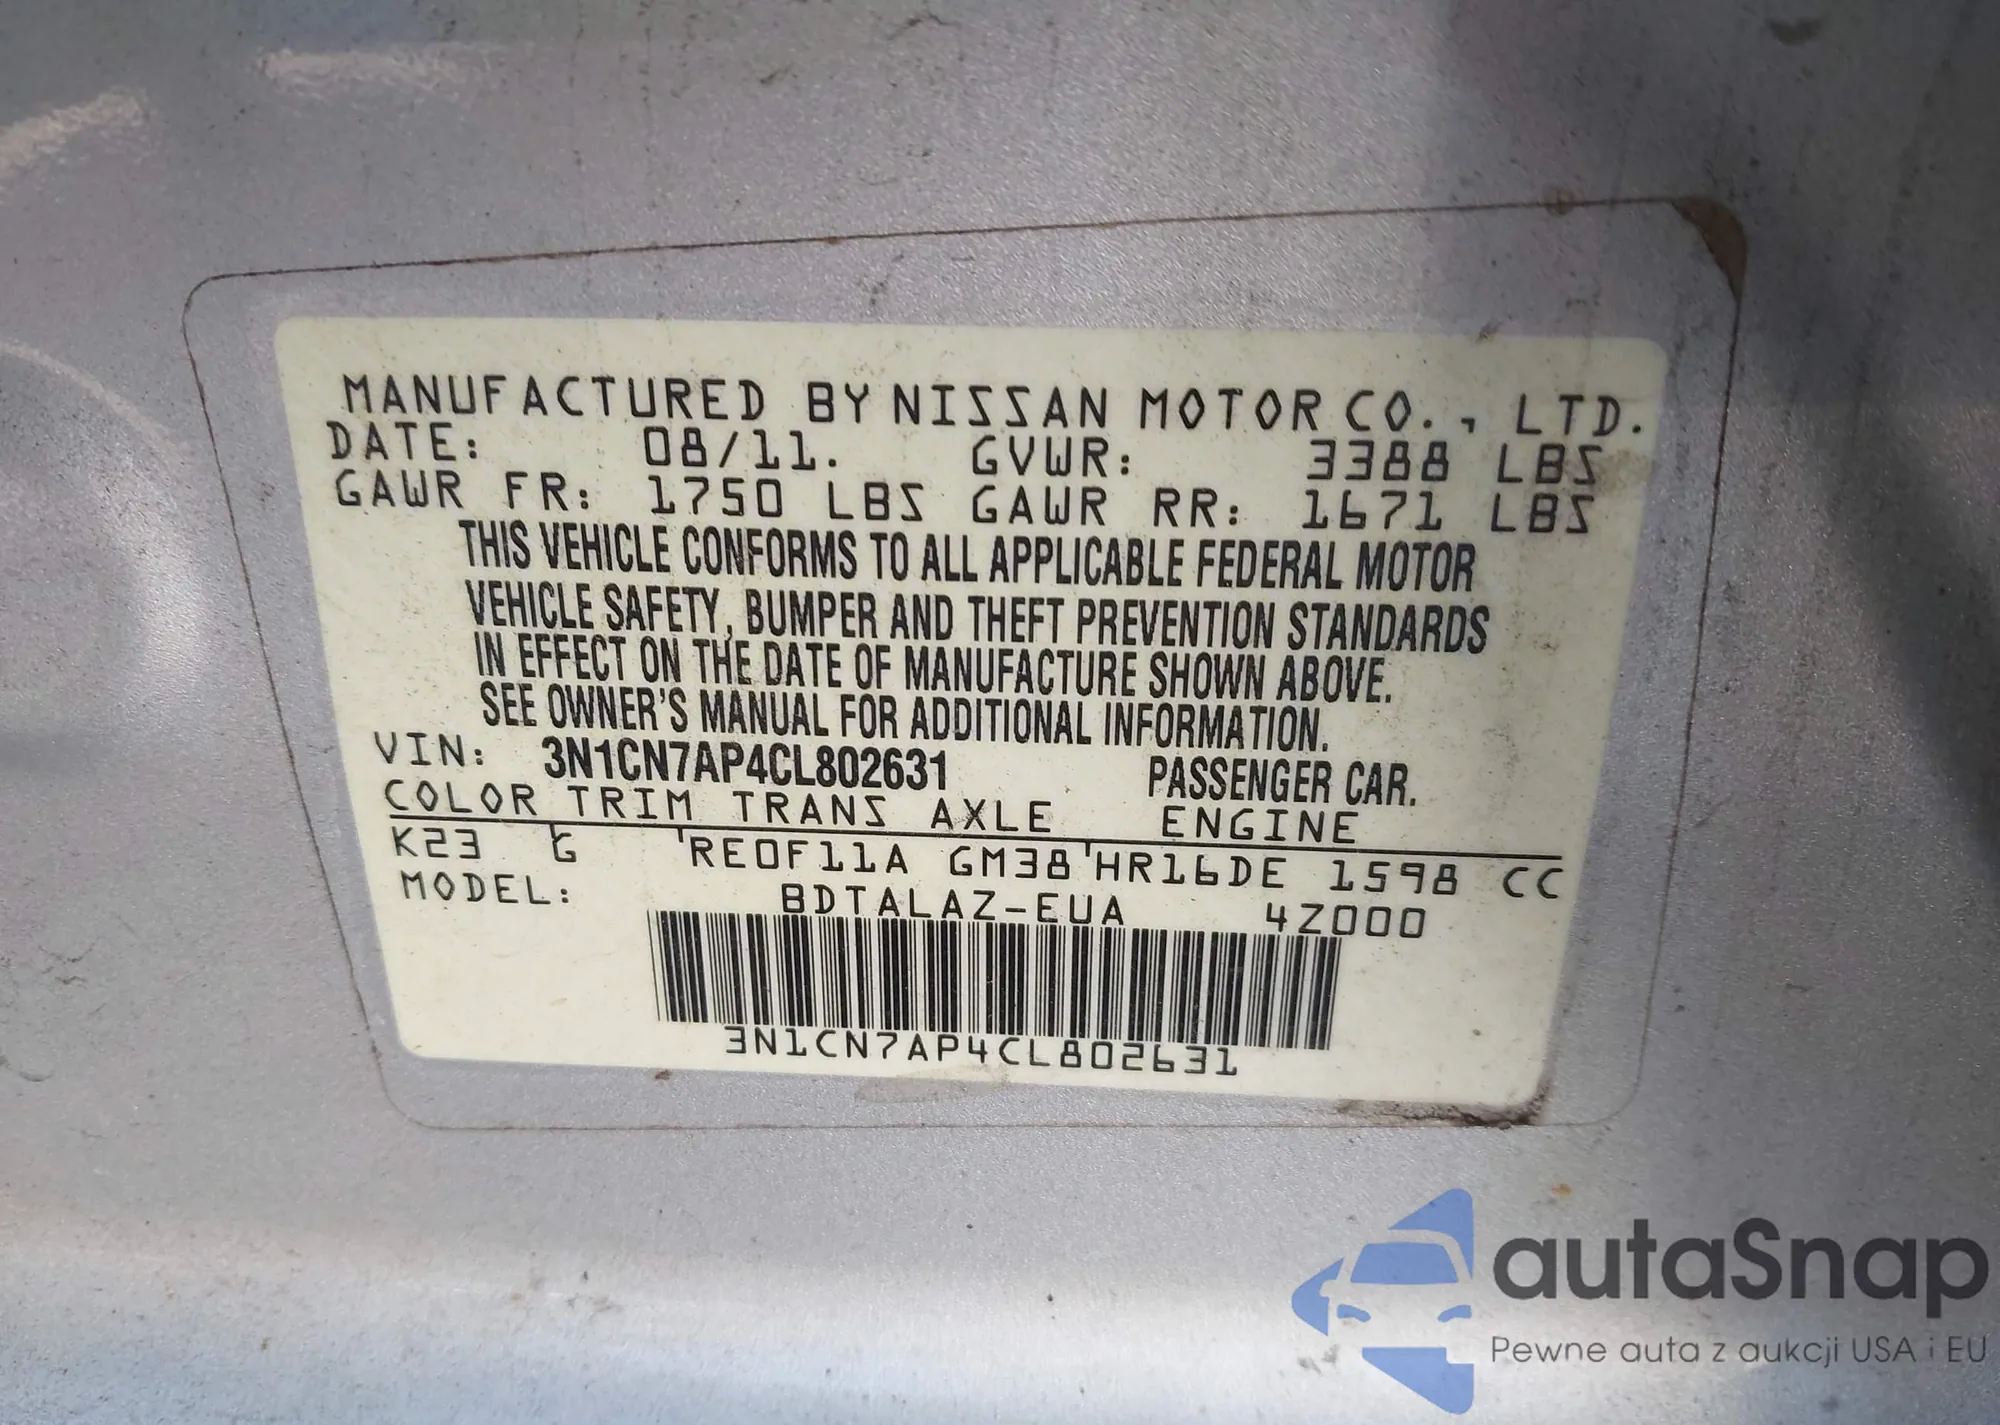 MANUFACTURED BY NISSAN MOTOR CO., LTD.
DATE: 08/11. GVWR: 3388 LBS
GAWR FR: 1750 LBS GAWR RR: 1671 LBS
THIS VEHICLE CONFORMS TO ALL APPLICABLE FEDERAL MOTOR
VEHICLE SAFETY, BUMPER AND THEFT PREVENTION STANDARDS
IN EFFECT ON THE DATE OF MANUFACTURE SHOWN ABOVE.
SEE OWNER'S MANUAL FOR ADDITIONAL INFORMATION.
VIN: 3N1CN7AP4CL802631 PASSENGER CAR.
COLOR TRIM TRANS AXLE ENGINE
K23 G RE0F11A GM38 HR16DE 1598 CC
MODEL: BDTALAZ-EUA 4Z000
3N1CN7AP4CL802631
autaSnap
Pewne auta z aukcji USA i EU